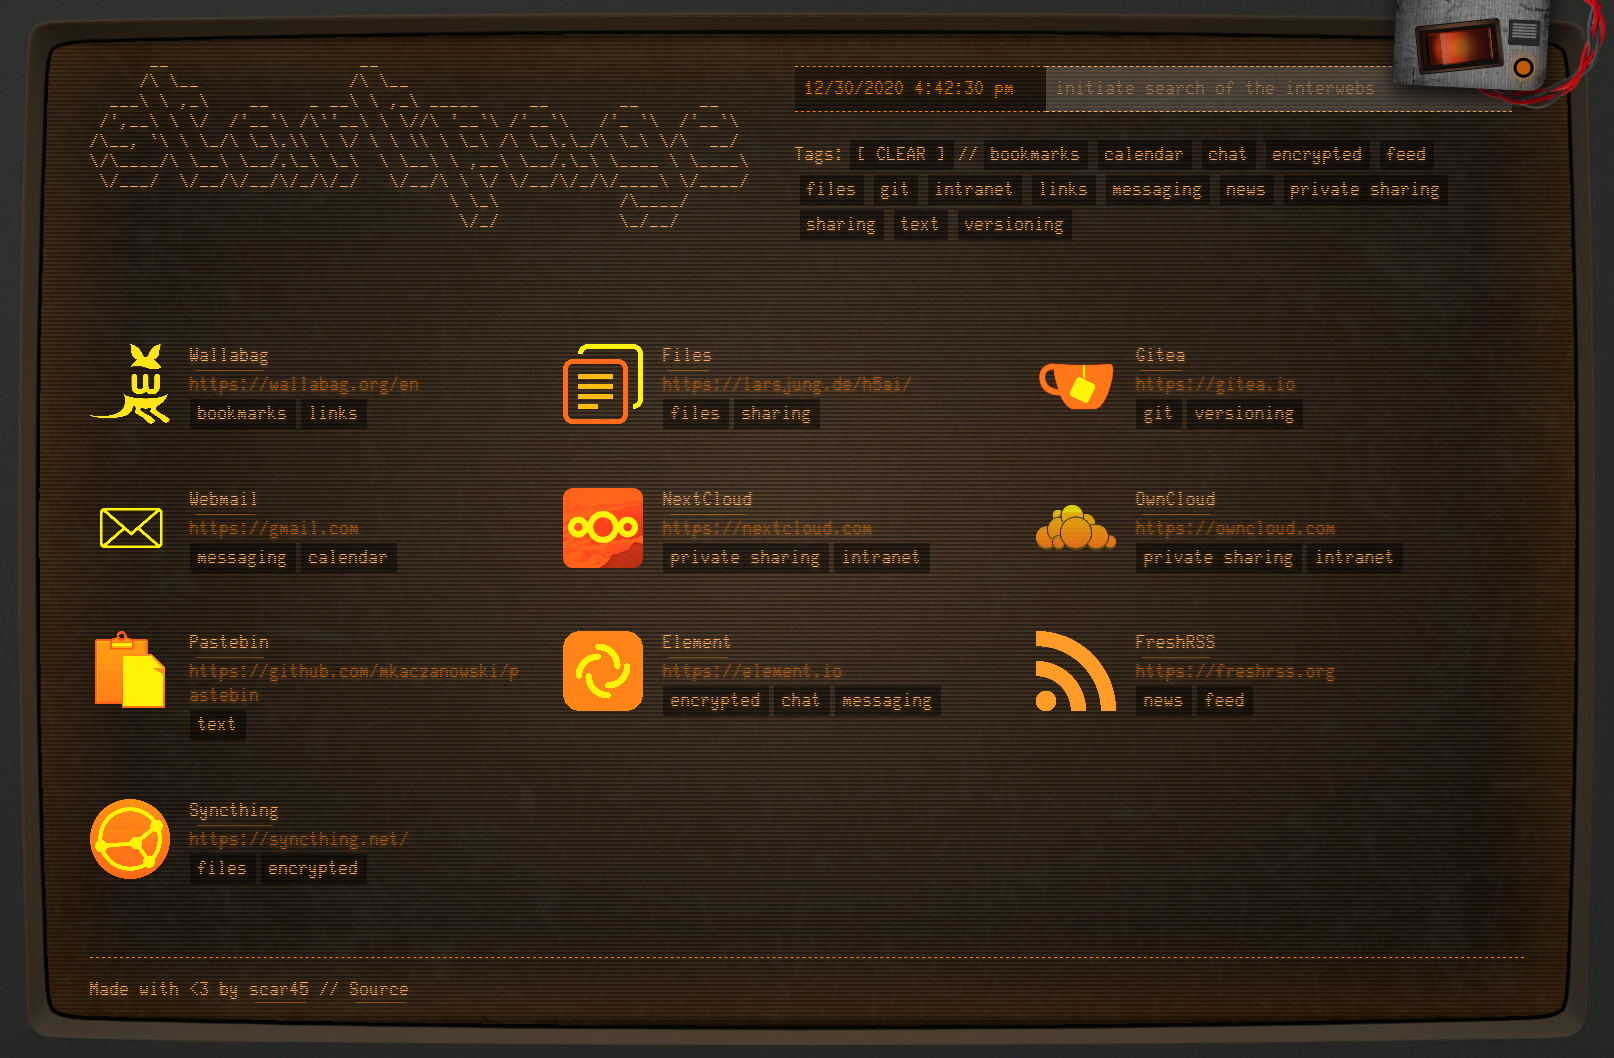 startpage
12/30/2020 4:42:30 pm
initiate search of the interwebs
Tags: [ CLEAR ] // bookmarks calendar chat encrypted feed
files git intranet links messaging news private sharing
sharing text versioning
Wallabag
https://wallabag.org/en
bookmarks links
Files
https://larsjung.de/h5ai/
files sharing
Gitea
https://gitea.io
git versioning
Webmail
https://gmail.com
messaging calendar
NextCloud
https://nextcloud.com
private sharing intranet
OwnCloud
https://owncloud.com
private sharing intranet
Pastebin
https://github.com/mkaczanowski/p
astebin
text
Element
https://element.io
encrypted chat messaging
FreshRSS
https://freshrss.org
news feed
Syncthing
https://syncthing.net/
files encrypted
Made with <3 by scar45 // Source